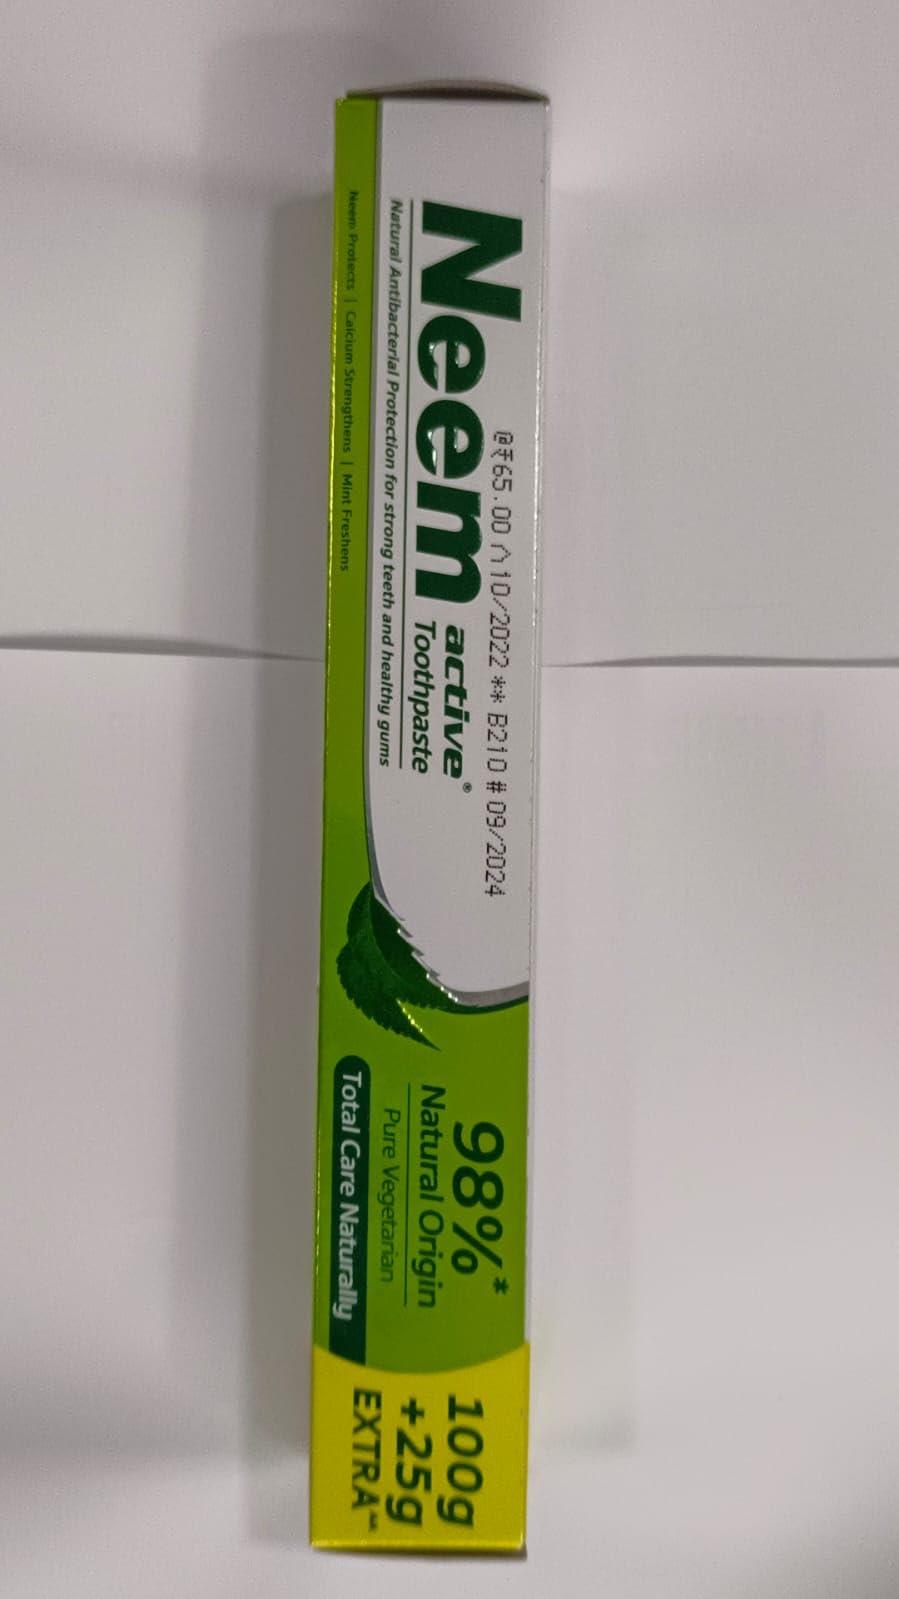 @₹65.00 ^10/2022 ** B210 # 09/2024
Neem active®
Toothpaste
Natural Antibacterial Protection for strong teeth and healthy gums
Neem Protects | Calcium Strengthens | Mint Freshens
98%*
Natural Origin
Pure Vegetarian
Total Care Naturally
100g
+25g
EXTRA^^